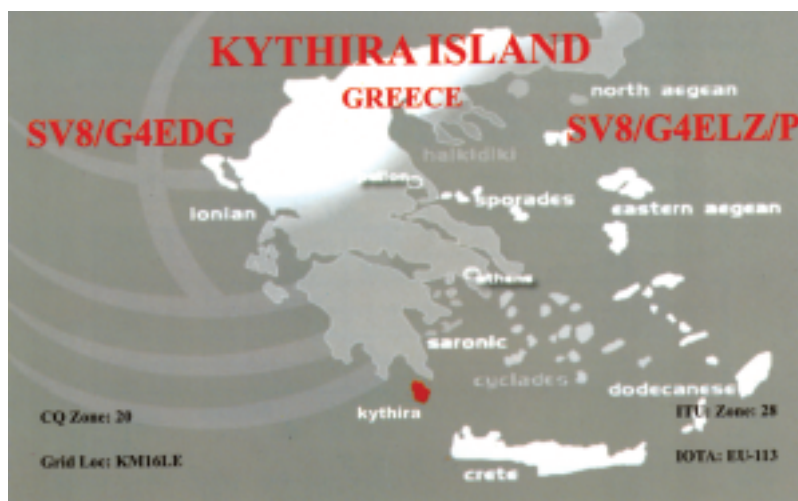 KYTHIRA ISLAND
GREECE
north aegean
SV8/G4EDG
SV8/G4ELZ/P
halkidiki
pelion
ionian
sporades
eastern aegean
athens
saronic
cyclades
dodecanese
kythira
CQ Zone: 20
ITU: Zone: 28
Grid Loc: KM16LE
IOTA: EU-113
crete